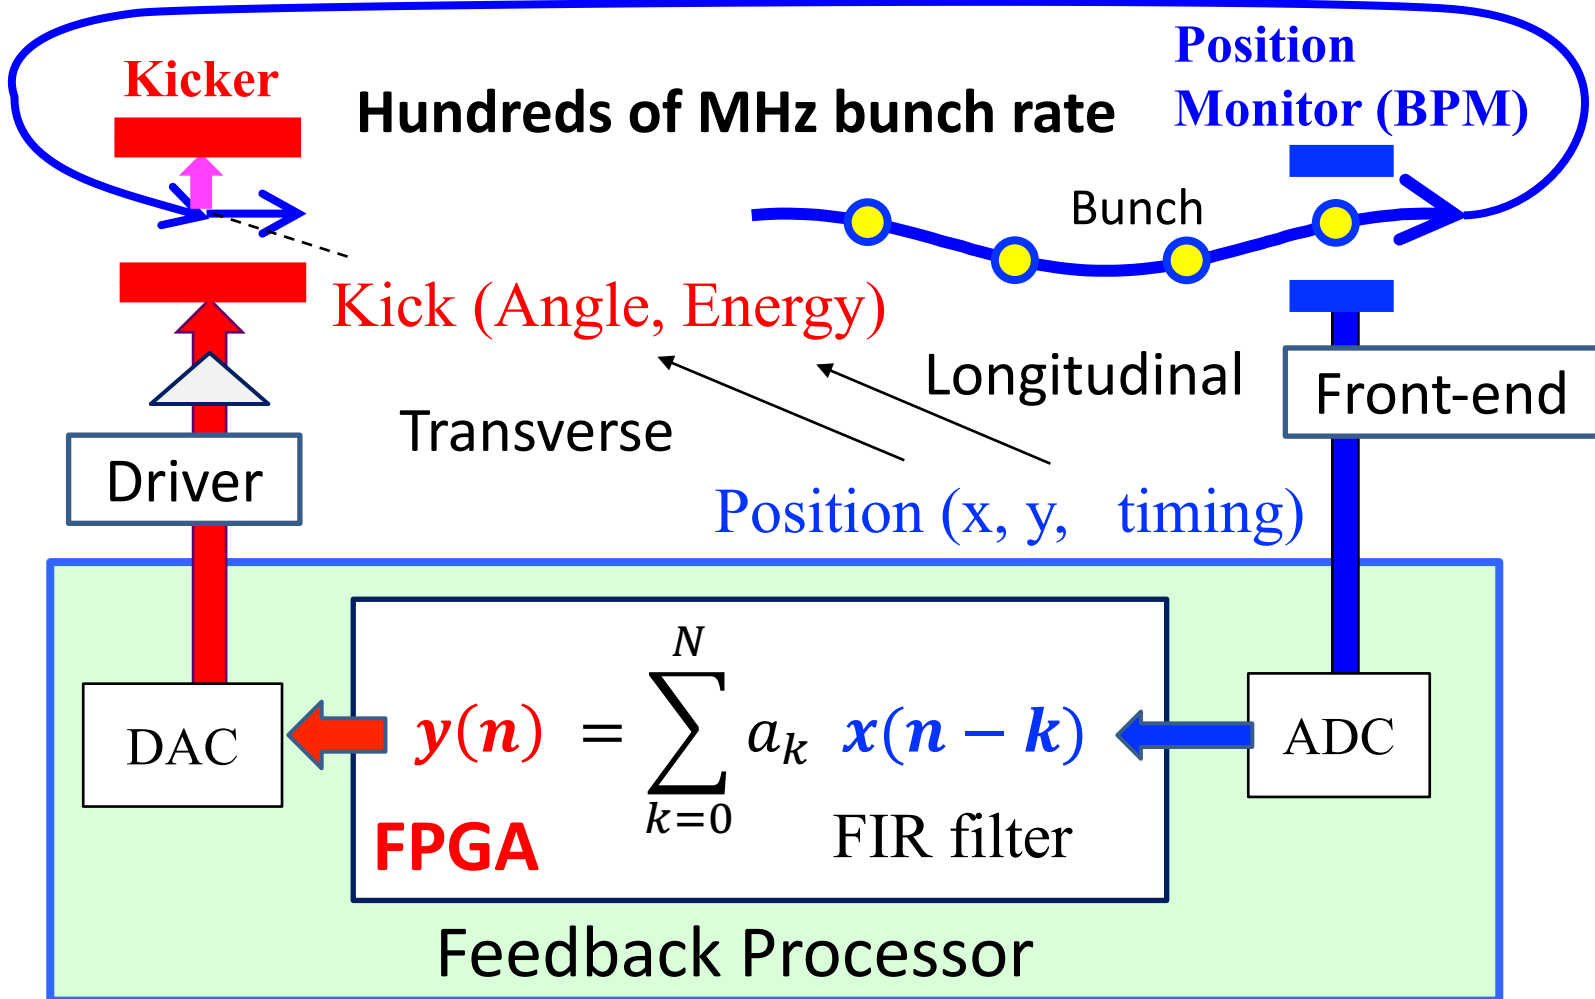 Kicker
Hundreds of MHz bunch rate
Position
Monitor (BPM)
Bunch
Kick (Angle, Energy)
Longitudinal
Transverse
Front-end
Driver
Position (x, y, timing)
DAC
y(n) = \sum_{k=0}^{N} a_k x(n − k)
ADC
FPGA
FIR filter
Feedback Processor